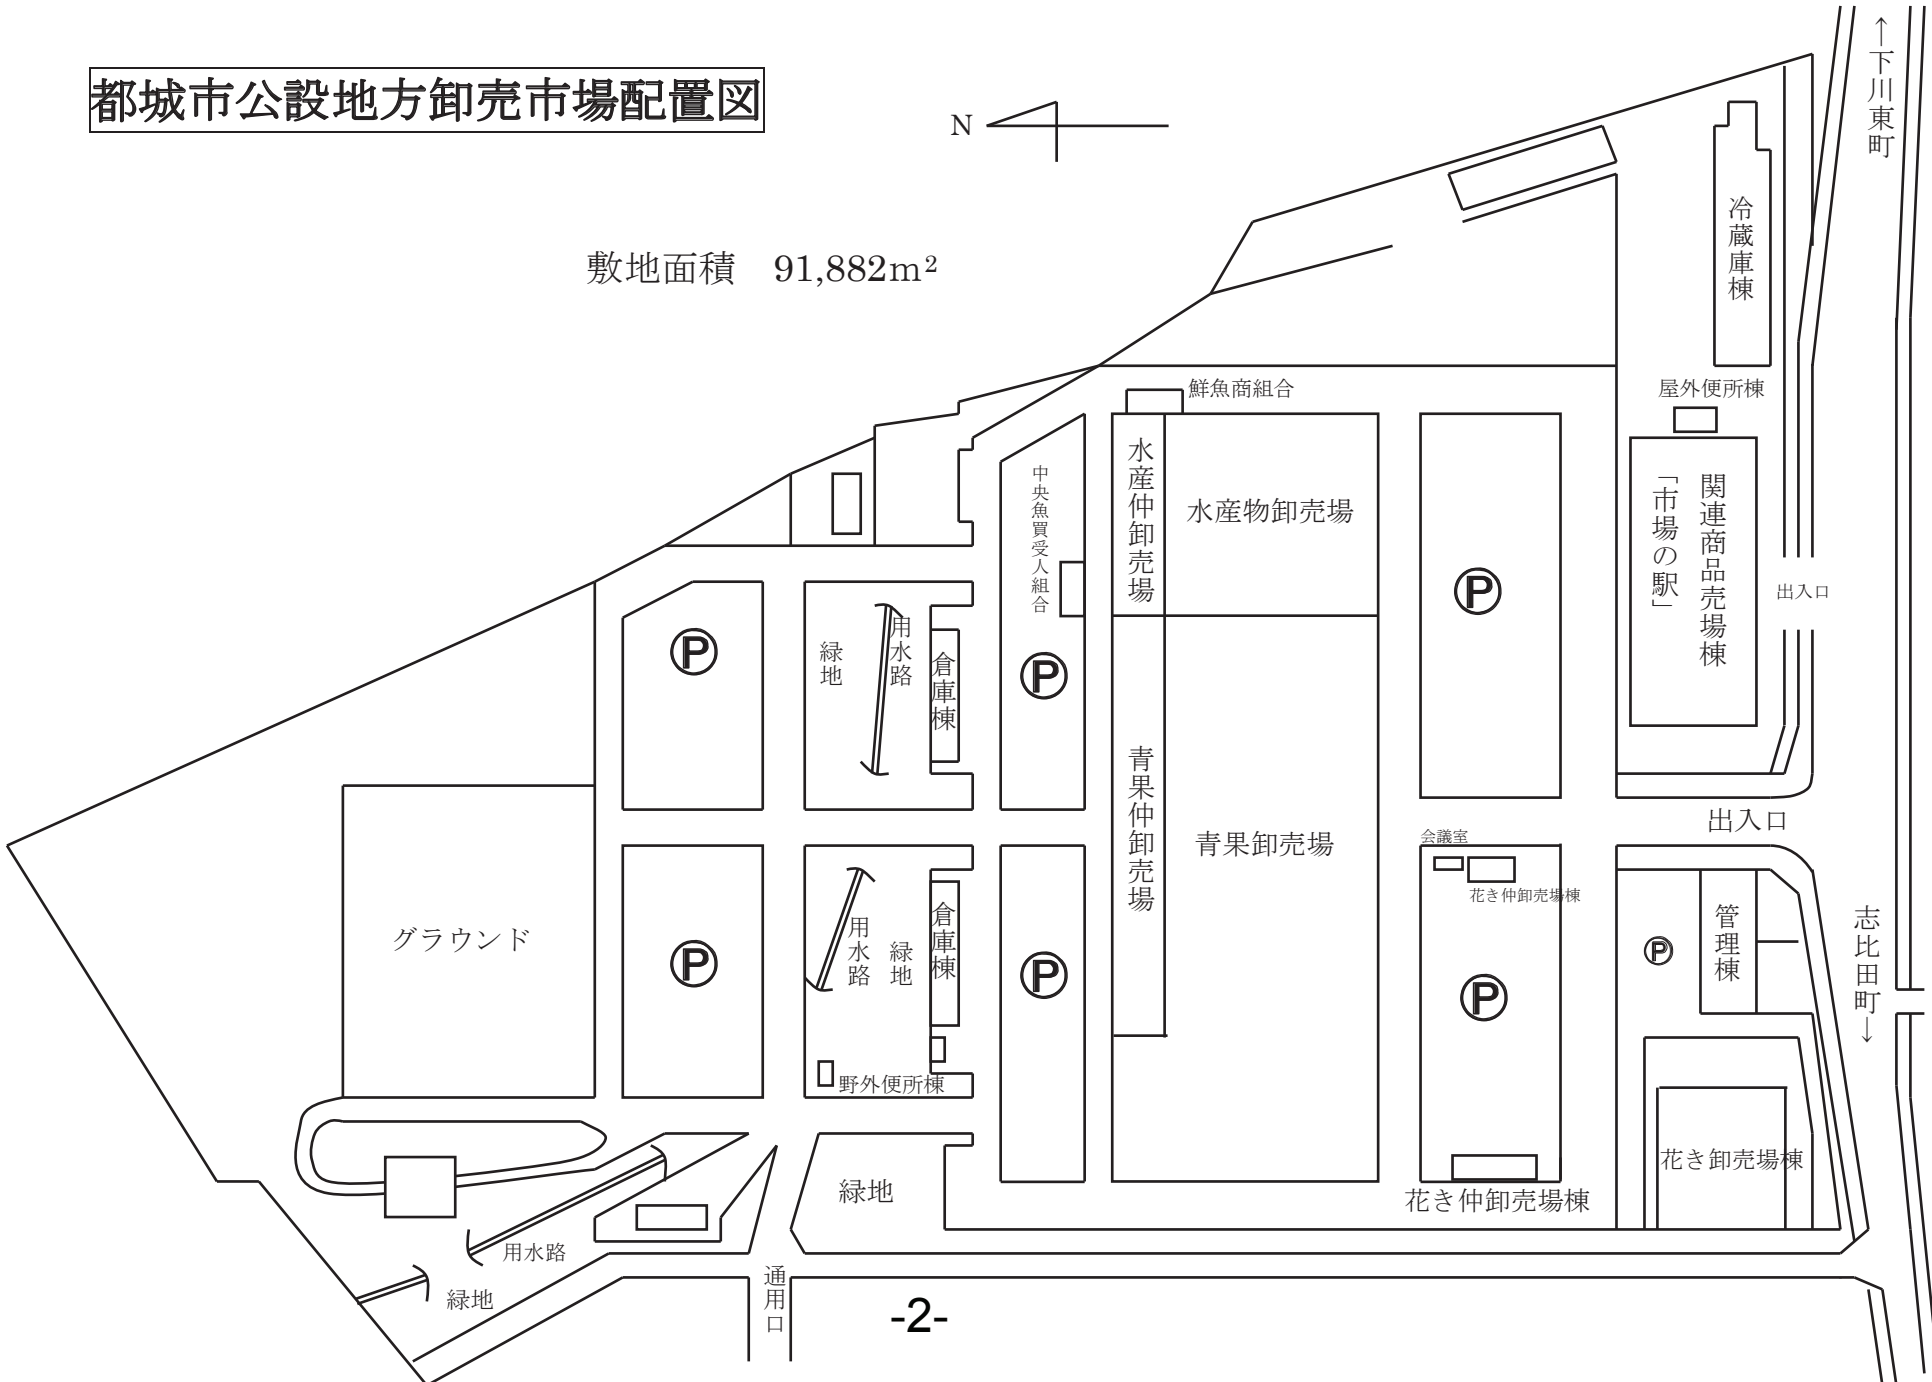 都城市公設地方卸売市場配置図
N
敷地面積　91,882m²
←下川東町
冷蔵庫棟
屋外便所棟
鮮魚商組合
水産仲卸売場
水産物卸売場
中央魚買受人組合
関連商品売場棟
「市場の駅」
出入口
Ⓟ
Ⓟ
Ⓟ
緑地
用水路
倉庫棟
青果仲卸売場
青果卸売場
出入口
会議室
花き仲卸売場棟
グラウンド
Ⓟ
用水路
緑地
倉庫棟
Ⓟ
Ⓟ
Ⓟ
管理棟
志比田町→
野外便所棟
花き卸売場棟
緑地
花き仲卸売場棟
用水路
緑地
通用口
-2-